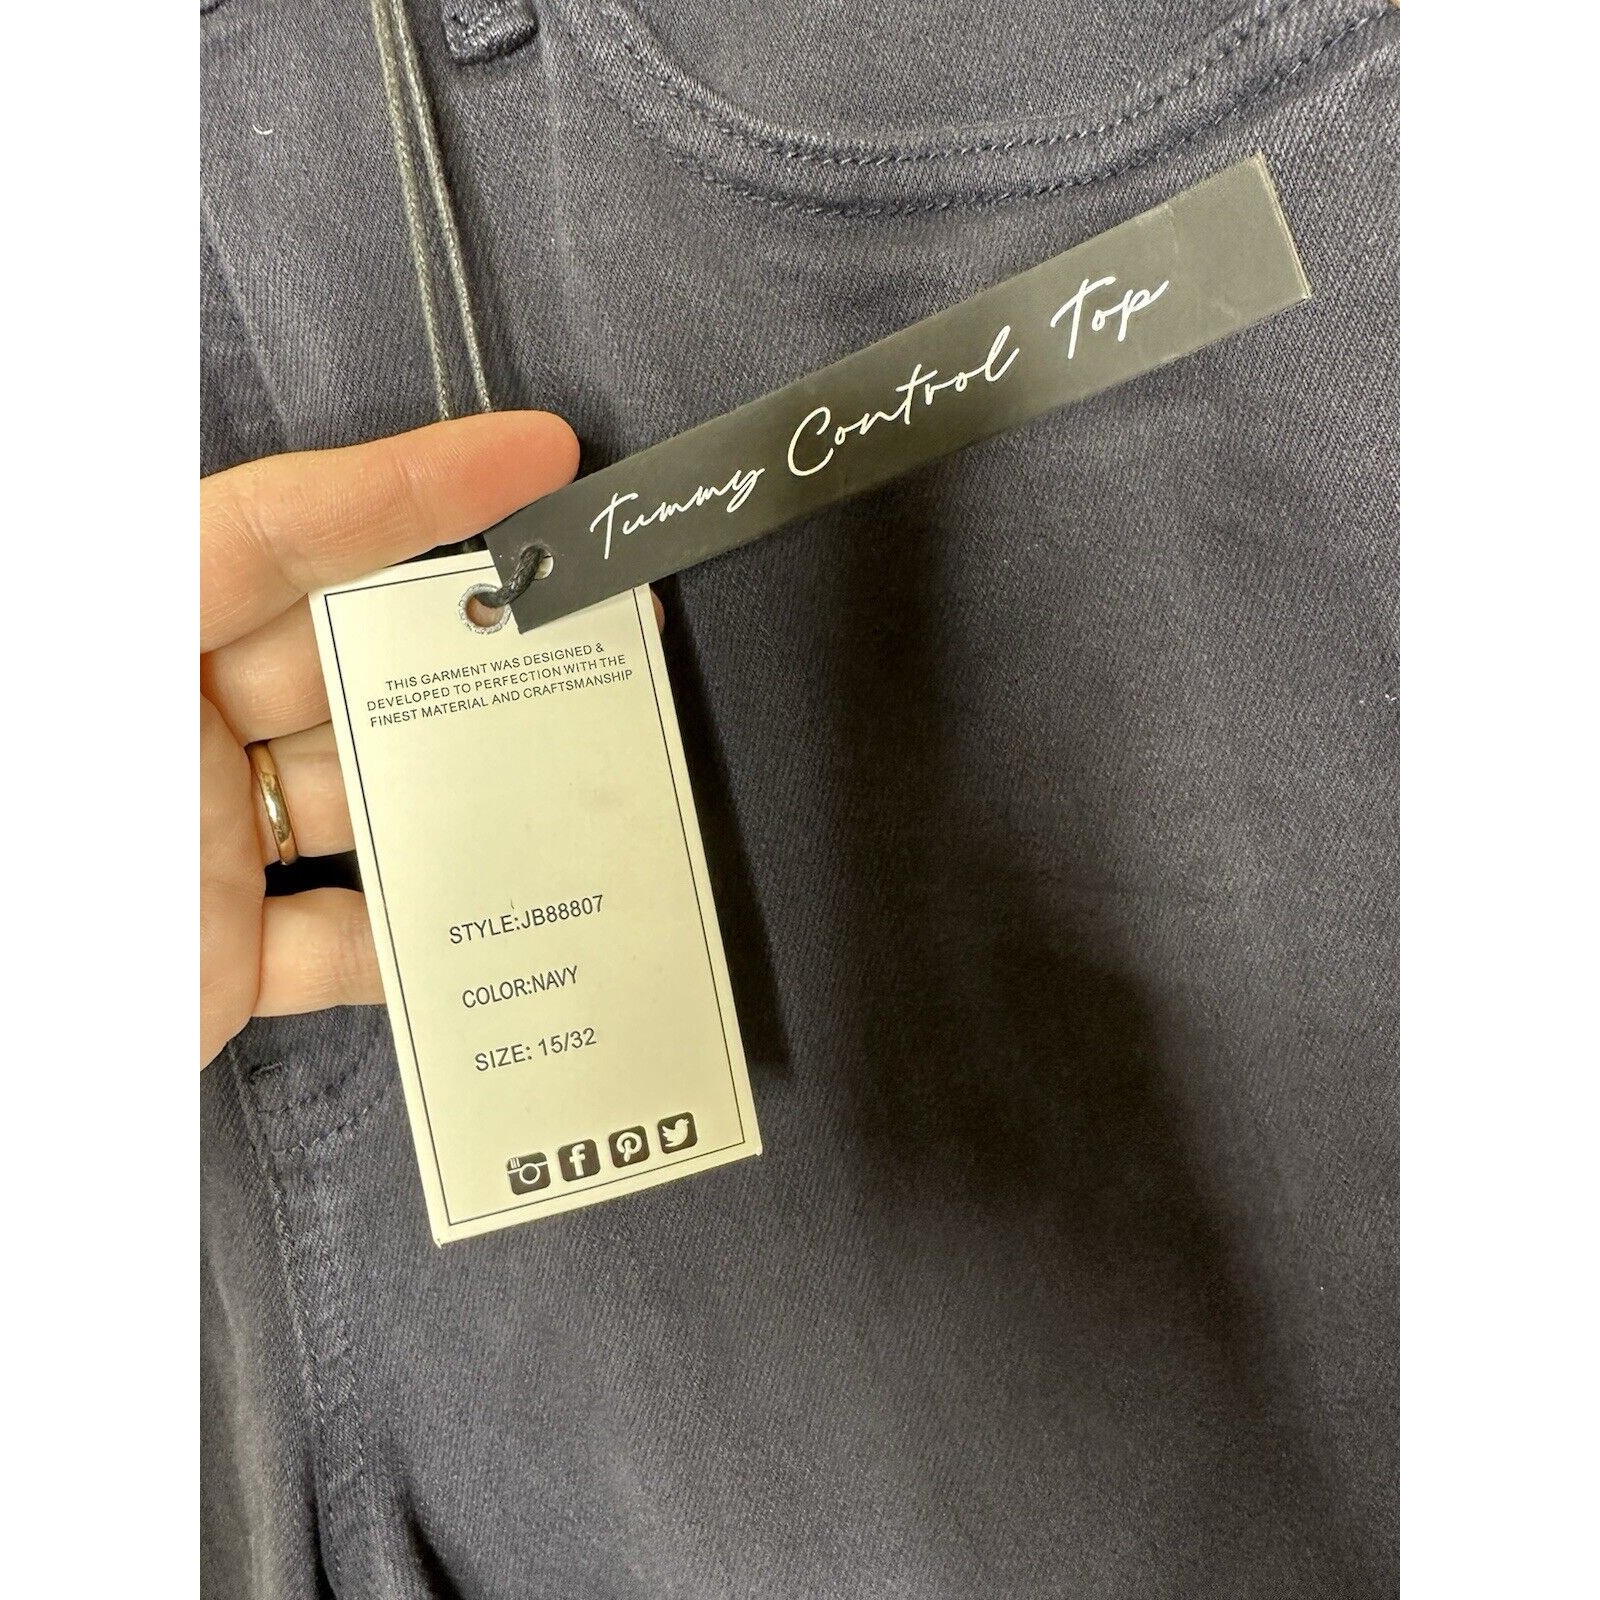 Tummy Control Top
THIS GARMENT WAS DESIGNED &
DEVELOPED TO PERFECTION WITH THE
FINEST MATERIAL AND CRAFTSMANSHIP
STYLE:JB88807
COLOR:NAVY
SIZE: 15/32